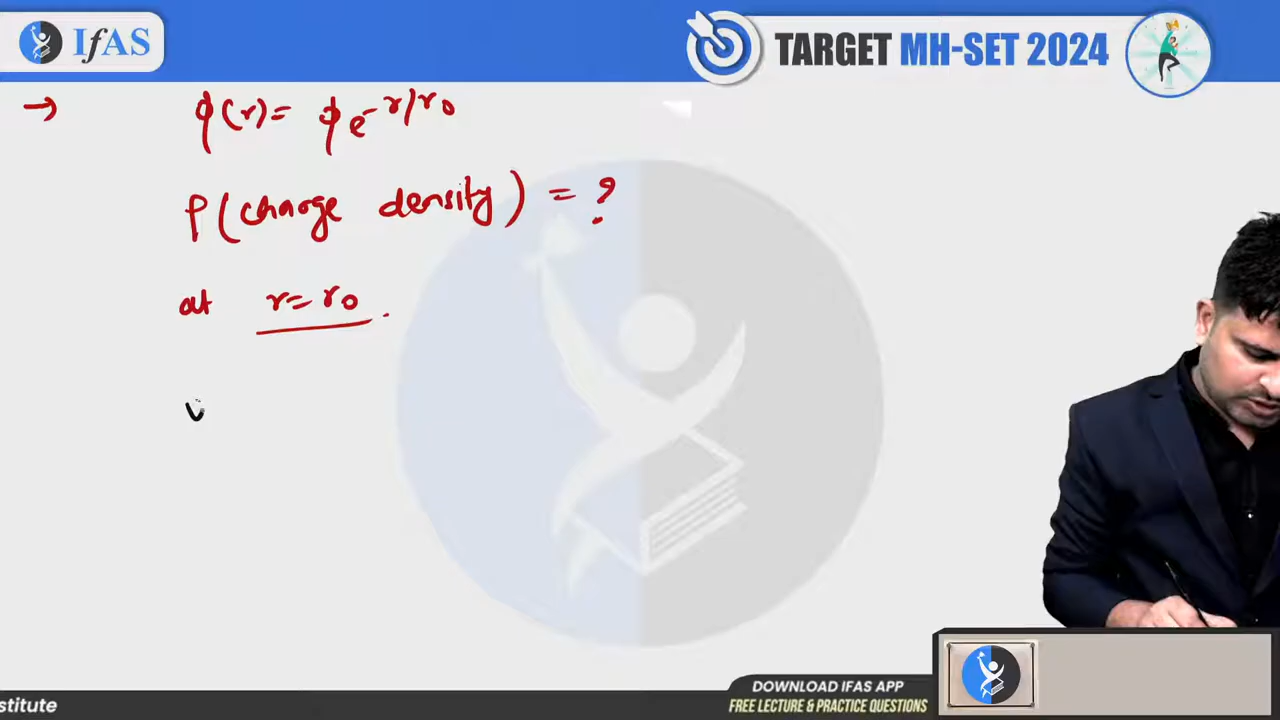 IFAS
TARGET MH-SET 2024
→ φ(r)= φe^-r/r0
ρ(charge density) = ?
at r=r0.
stitute
DOWNLOAD IFAS APP
FREE LECTURE & PRACTICE QUESTIONS